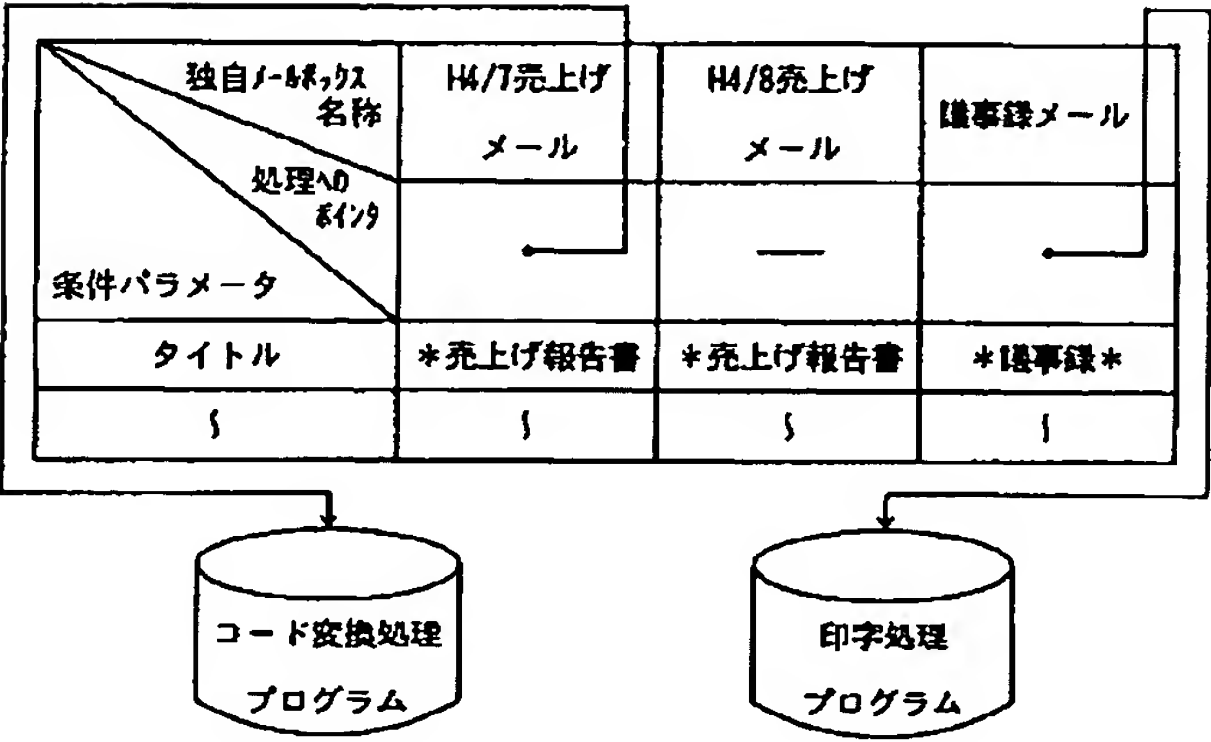 独自メールボックス
名称
H4/7売上げ
メール
H4/8売上げ
メール
議事録メール
処理への
ポインタ
条件パラメータ
—
タイトル
*売上げ報告書
*売上げ報告書
*議事録*
∫
∫
∫
∫
コード変換処理
プログラム
印字処理
プログラム